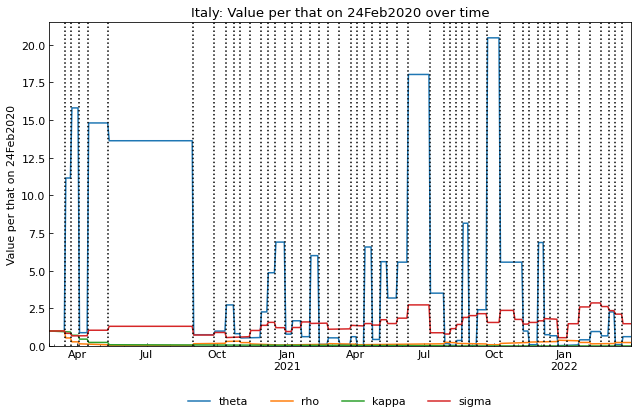 Italy: Value per that on 24Feb2020 over time
Value per that on 24Feb2020
20.0
17.5
15.0
12.5
10.0
7.5
5.0
2.5
0.0
Apr Jul Oct Jan Apr Jul Oct Jan
2021 2022
theta rho kappa sigma